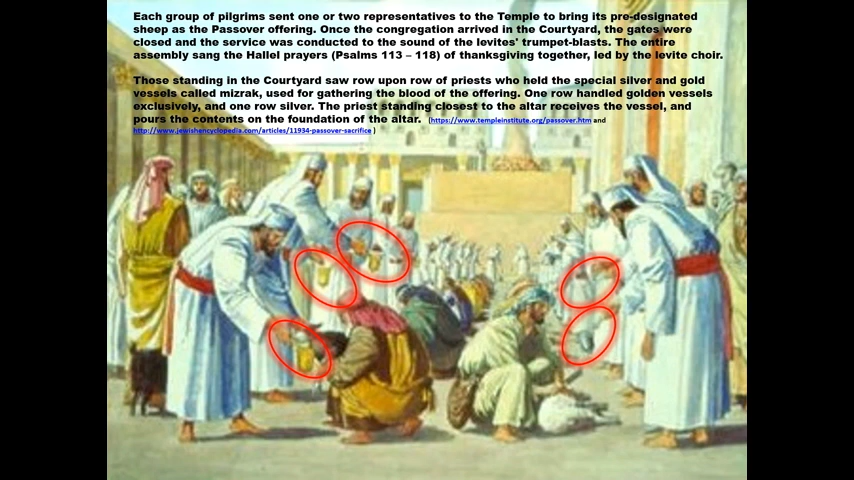 Each group of pilgrims sent one or two representatives to the Temple to bring its pre-designated
sheep as the Passover offering. Once the congregation arrived in the Courtyard, the gates were
closed and the service was conducted to the sound of the levites' trumpet-blasts. The entire
assembly sang the Hallel prayers (Psalms 113 – 118) of thanksgiving together, led by the levite choir.
Those standing in the Courtyard saw row upon row of priests who held the special silver and gold
vessels called mizrak, used for gathering the blood of the offering. One row handled golden vessels
exclusively, and one row silver. The priest standing closest to the altar receives the vessel, and
pours the contents on the foundation of the altar. (https://www.templeinstitute.org/passover.htm and
http://www.jewishencyclopedia.com/articles/11934-passover-sacrifice )